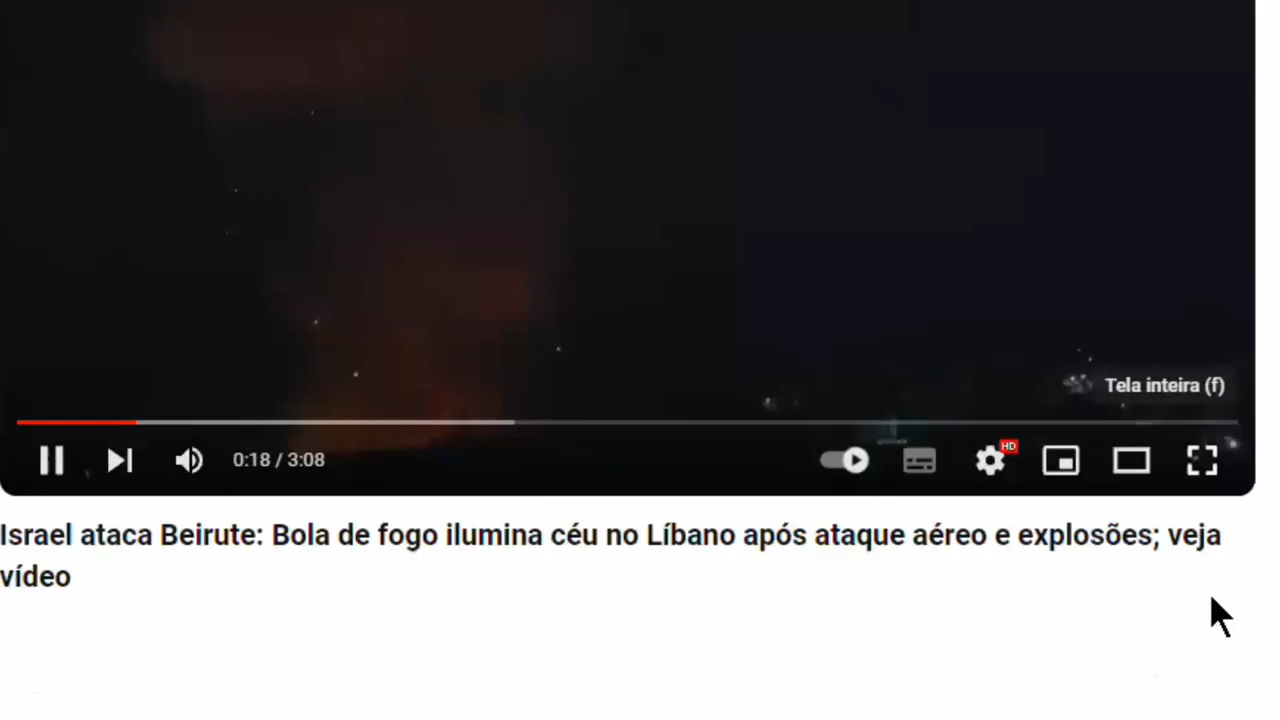 Tela inteira (f)
0:18 / 3:08
HD
Israel ataca Beirute: Bola de fogo ilumina céu no Líbano após ataque aéreo e explosões; veja
vídeo